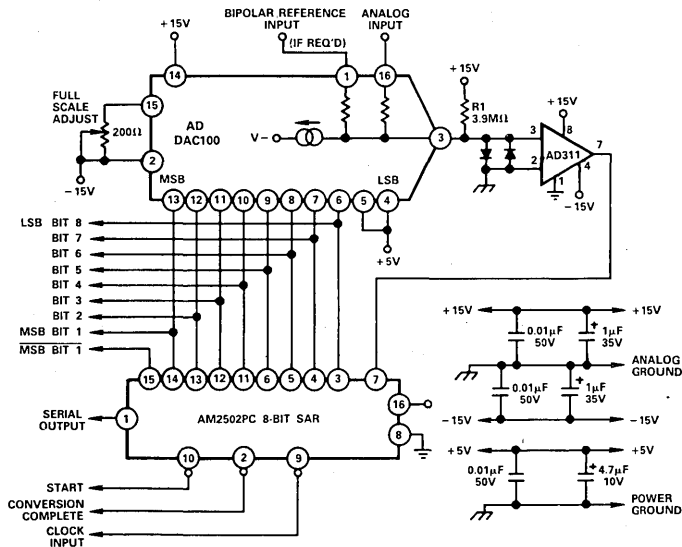 BIPOLAR REFERENCE
INPUT
(IF REQ'D)
ANALOG
INPUT
+15V
14
1
16
+15V
FULL
SCALE
ADJUST
200Ω
-15V
15
2
AD
DAC100
V-
3
R1
3.9MΩ
+15V
3
2
8
7
AD311
1
4
-15V
MSB
LSB
13
12
11
10
9
8
7
6
5
4
+5V
LSB BIT 8
BIT 7
BIT 6
BIT 5
BIT 4
BIT 3
BIT 2
MSB BIT 1
MSB BIT 1
15
14
13
12
11
6
5
4
3
7
SERIAL
OUTPUT
1
AM2502PC 8-BIT SAR
16
8
10
2
9
START
CONVERSION
COMPLETE
CLOCK
INPUT
+15V
+15V
0.01μF
50V
+
1μF
35V
ANALOG
GROUND
0.01μF
50V
+
1μF
35V
-15V
-15V
+5V
+5V
0.01μF
50V
+
4.7μF
10V
POWER
GROUND